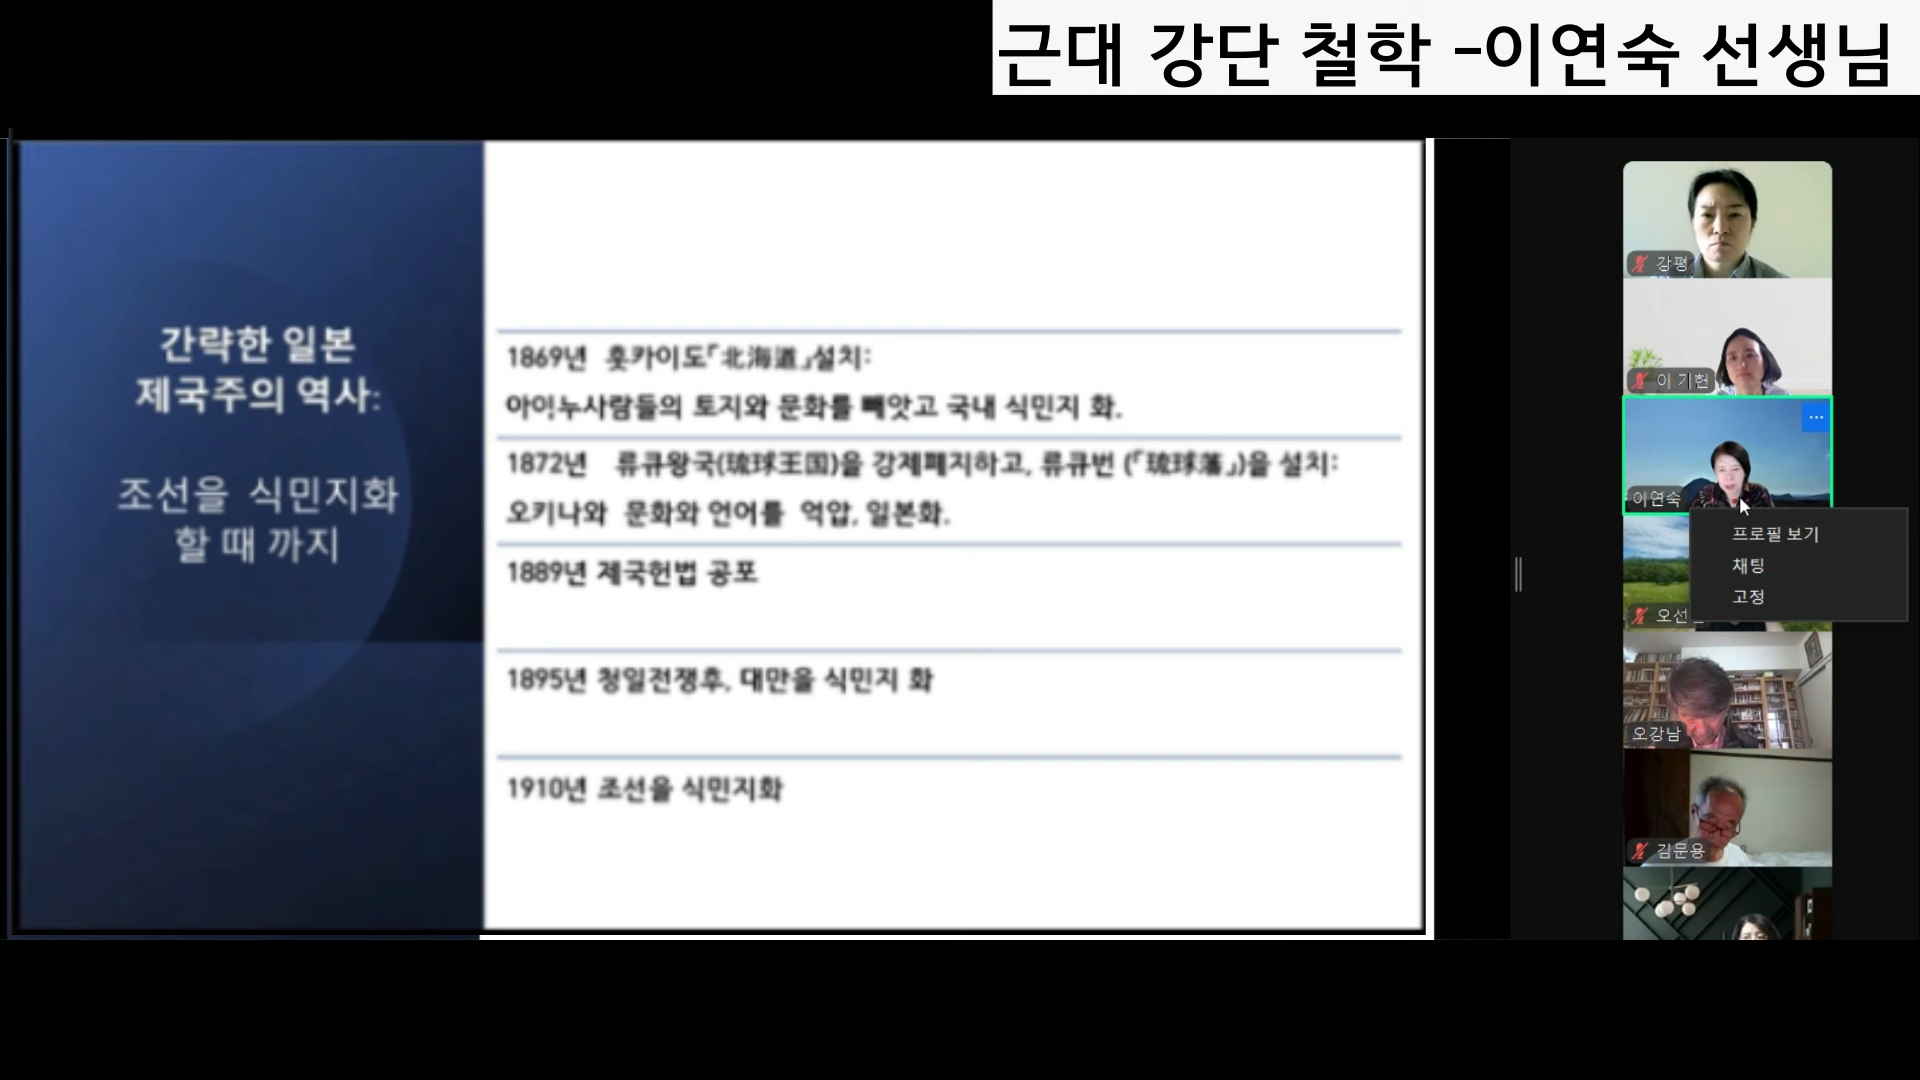 근대 강단 철학 -이연숙 선생님
간략한 일본
제국주의 역사:
조선을 식민지화
할 때 까지
1869년 홋카이도「北海道」설치:
아이누사람들의 토지와 문화를 빼앗고 국내 식민지 화.
1872년 류큐왕국(琉球王国)을 강제폐지하고, 류큐번 (「琉球藩」)을 설치:
오키나와 문화와 언어를 억압, 일본화.
1889년 제국헌법 공포
1895년 청일전쟁후, 대만을 식민지 화
1910년 조선을 식민지화
강평
이 기헌
이연숙
프로필 보기
채팅
고정
오강남
김문용